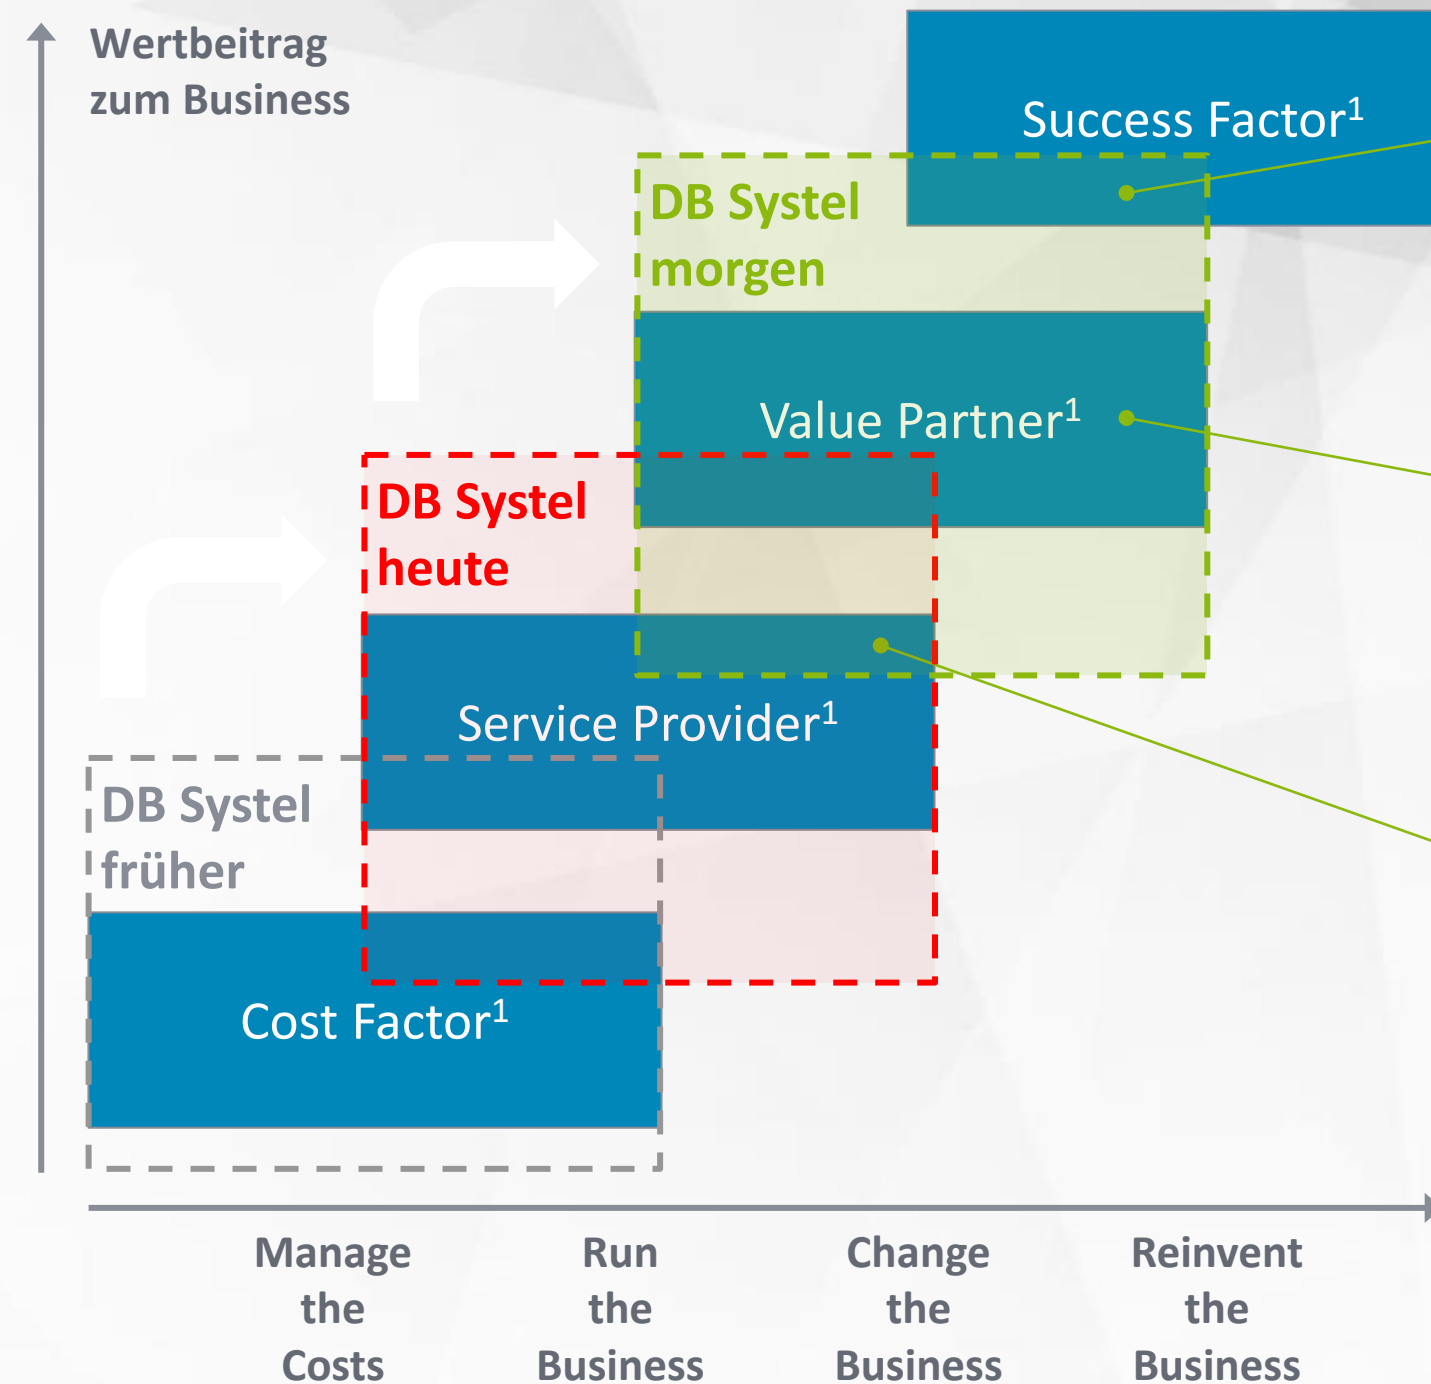 Wertbeitrag
zum Business
Success Factor¹
DB Systel
morgen
Value Partner¹
DB Systel
heute
Service Provider¹
DB Systel
früher
Cost Factor¹
Manage
the
Costs
Run
the
Business
Change
the
Business
Reinvent
the
Business